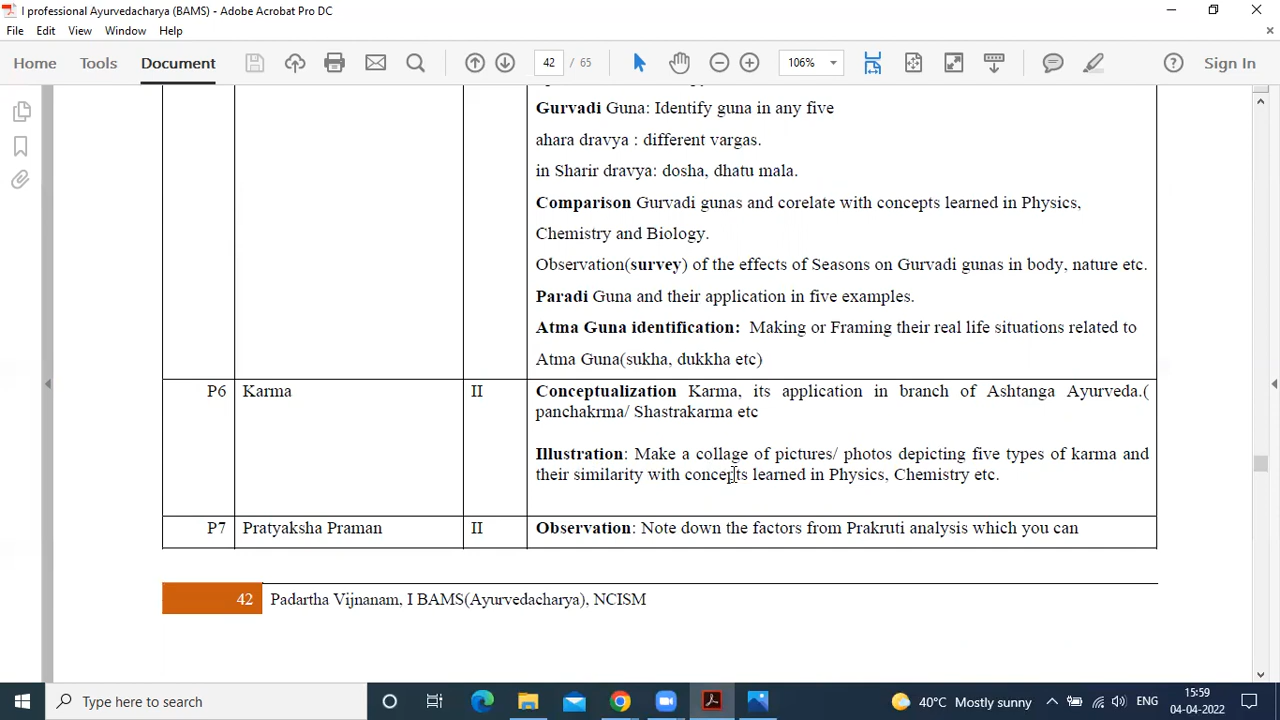 I professional Ayurvedacharya (BAMS) - Adobe Acrobat Pro DC
File Edit View Window Help
Home Tools Document 42 / 65 106% Sign In
Gurvadi Guna: Identify guna in any five
ahara dravya : different vargas.
in Sharir dravya: dosha, dhatu mala.
Comparison Gurvadi gunas and corelate with concepts learned in Physics,
Chemistry and Biology.
Observation(survey) of the effects of Seasons on Gurvadi gunas in body, nature etc.
Paradi Guna and their application in five examples.
Atma Guna identification: Making or Framing their real life situations related to
Atma Guna(sukha, dukkha etc)
P6 Karma II Conceptualization Karma, its application in branch of Ashtanga Ayurveda.(
panchakrma/ Shastrakarma etc
Illustration: Make a collage of pictures/ photos depicting five types of karma and
their similarity with concepts learned in Physics, Chemistry etc.
P7 Pratyaksha Praman II Observation: Note down the factors from Prakruti analysis which you can
42 Padartha Vijnanam, I BAMS(Ayurvedacharya), NCISM
Type here to search 40°C Mostly sunny ENG 15:59
04-04-2022